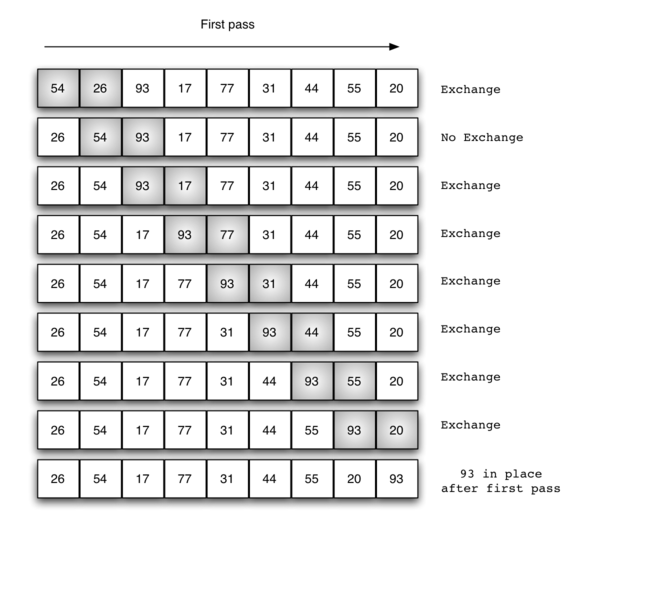 First pass
54 26 93 17 77 31 44 55 20 Exchange
26 54 93 17 77 31 44 55 20 No Exchange
26 54 93 17 77 31 44 55 20 Exchange
26 54 17 93 77 31 44 55 20 Exchange
26 54 17 77 93 31 44 55 20 Exchange
26 54 17 77 31 93 44 55 20 Exchange
26 54 17 77 31 44 93 55 20 Exchange
26 54 17 77 31 44 55 93 20 Exchange
26 54 17 77 31 44 55 20 93 93 in place
after first pass